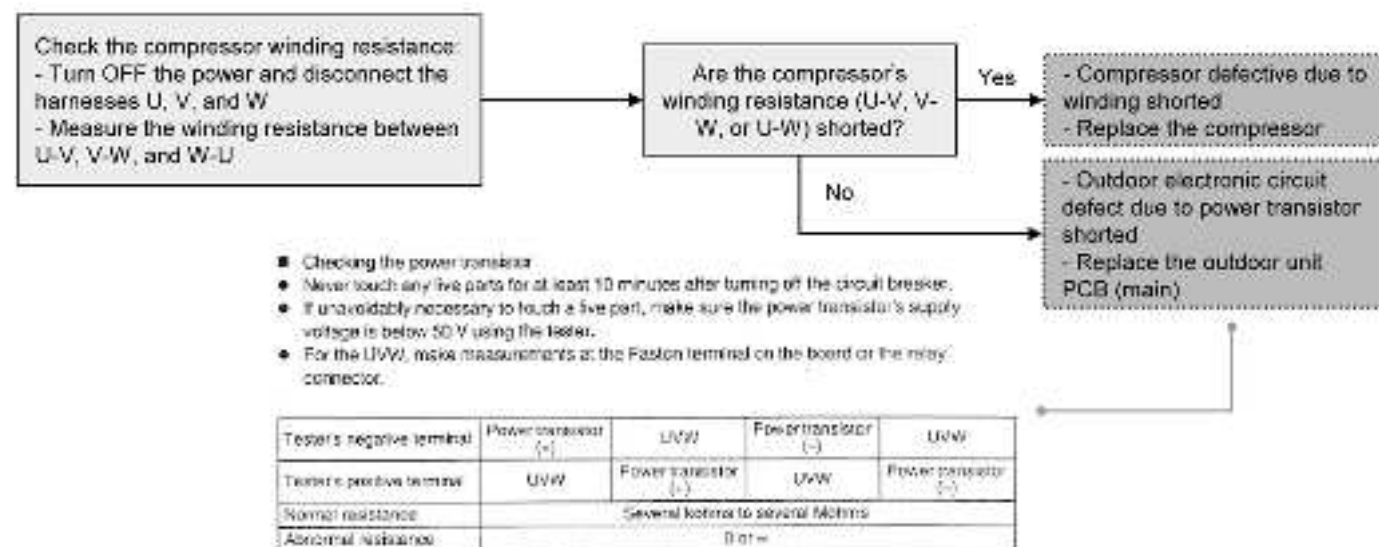 Check the compressor winding resistance:
- Turn OFF the power and disconnect the
harnesses U, V, and W
- Measure the winding resistance between
U-V, V-W, and W-U
Are the compressor's
winding resistance (U-V, V-
W, or U-W) shorted?
Yes
- Compressor defective due to
winding shorted
- Replace the compressor
No
- Outdoor electronic circuit
defect due to power transistor
shorted
- Replace the outdoor unit
PCB (main)
■ Checking the power transistor
● Never touch any live parts for at least 10 minutes after turning off the circuit breaker.
● If unavoidably necessary to touch a live part, make sure the power transistor's supply
voltage is below 50 V using the tester.
● For the UVW, make measurements at the Faston terminal on the board or the relay
connector.
Tester's negative terminal Power transistor UVW Power transistor (–) UVW
Tester's positive terminal UVW Power transistor UVW Power transistor (–)
Normal resistance Several kohms to several Mohms
Abnormal resistance 0 or ∞